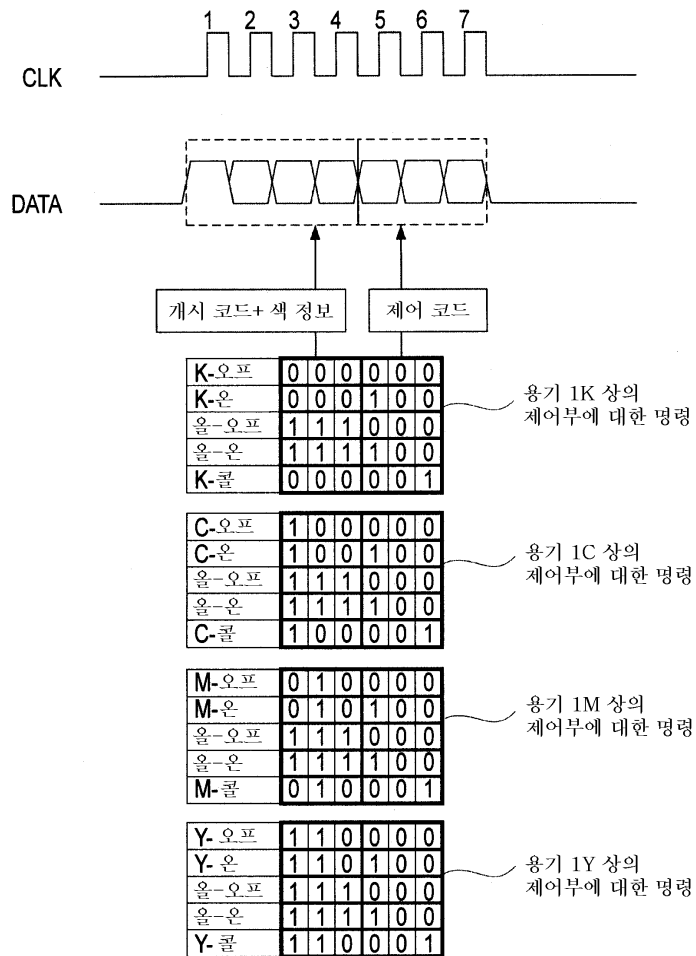 1 2 3 4 5 6 7
CLK
DATA
개시 코드+ 색 정보
제어 코드
K-오프 0 0 0 0 0 0
K-온 0 0 0 1 0 0
올-오프 1 1 1 0 0 0
올-온 1 1 1 1 0 0
K-콜 0 0 0 0 0 1
용기 1K 상의
제어부에 대한 명령
C-오프 1 0 0 0 0 0
C-온 1 0 0 1 0 0
올-오프 1 1 1 0 0 0
올-온 1 1 1 1 0 0
C-콜 1 0 0 0 0 1
용기 1C 상의
제어부에 대한 명령
M-오프 0 1 0 0 0 0
M-온 0 1 0 1 0 0
올-오프 1 1 1 0 0 0
올-온 1 1 1 1 0 0
M-콜 0 1 0 0 0 1
용기 1M 상의
제어부에 대한 명령
Y- 오프 1 1 0 0 0 0
Y- 온 1 1 0 1 0 0
올-오프 1 1 1 0 0 0
올-온 1 1 1 1 0 0
Y- 콜 1 1 0 0 0 1
용기 1Y 상의
제어부에 대한 명령